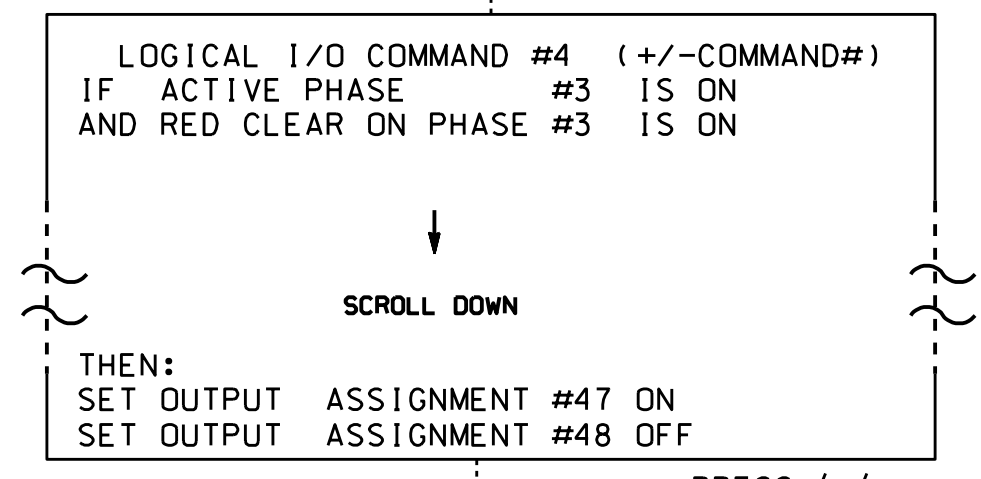 LOGICAL I/O COMMAND #4 (+/-COMMAND#)
IF ACTIVE PHASE #3 IS ON
AND RED CLEAR ON PHASE #3 IS ON
SCROLL DOWN
THEN:
SET OUTPUT ASSIGNMENT #47 ON
SET OUTPUT ASSIGNMENT #48 OFF